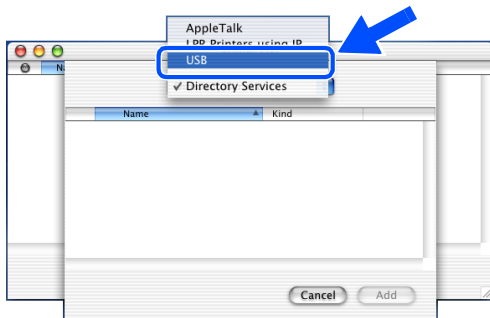 AppleTalk
LPR Printers using IP
USB
✓ Directory Services
N
Name Kind
Cancel Add